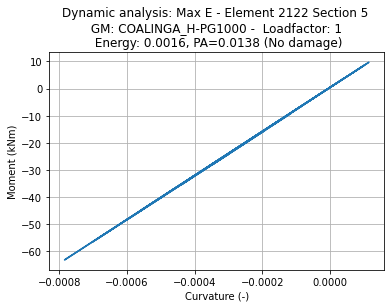 Dynamic analysis: Max E - Element 2122 Section 5
GM: COALINGA_H-PG1000 -  Loadfactor: 1
Energy: 0.0016, PA=0.0138 (No damage)
10
0
−10
−20
−30
−40
−50
−60
Moment (kNm)
−0.0008 −0.0006 −0.0004 −0.0002 0.0000
Curvature (-)